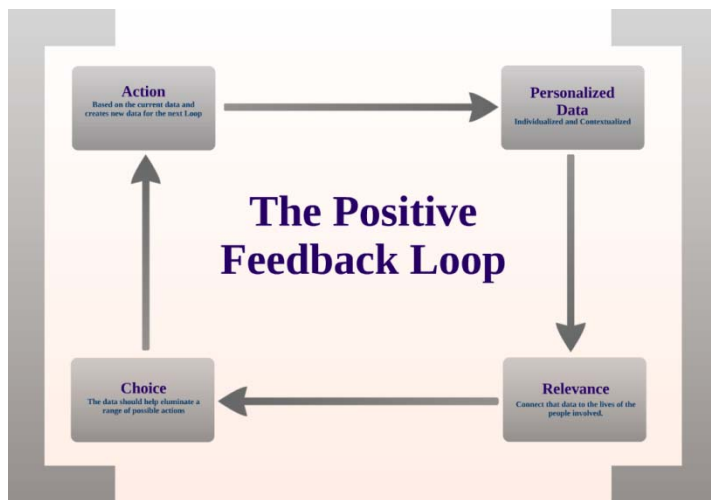 Action
Based on the current data and
creates new data for the next Loop
Personalized
Data
Individualized and Contextualized
The Positive
Feedback Loop
Choice
The data should help eluminate a
range of possible actions
Relevance
Connect that data to the lives of the
people involved.